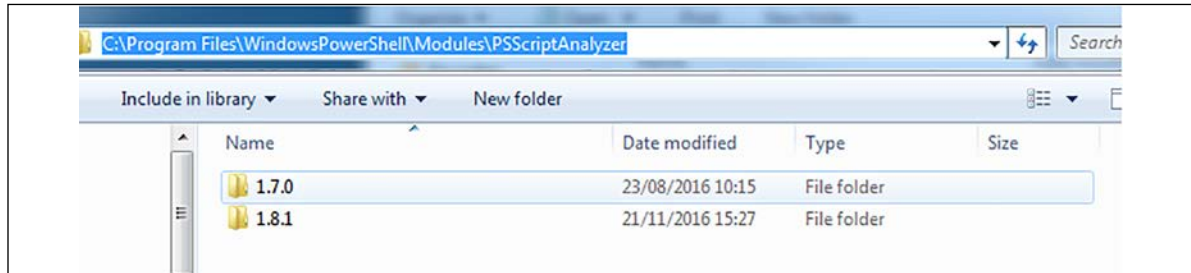 C:\Program Files\WindowsPowerShell\Modules\PSScriptAnalyzer Search
Include in library Share with New folder
Name Date modified Type Size
1.7.0 23/08/2016 10:15 File folder
1.8.1 21/11/2016 15:27 File folder